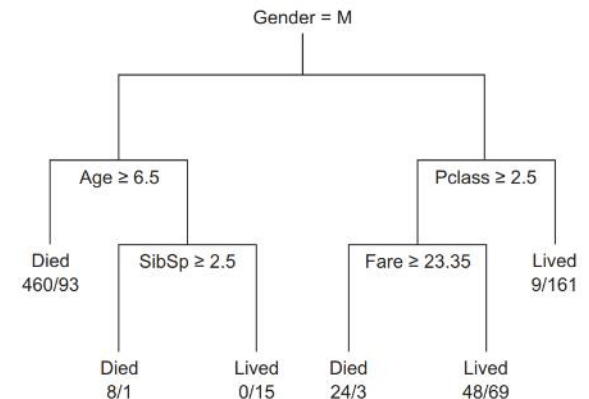 Gender = M
Age ≥ 6.5
Pclass ≥ 2.5
Died
460/93
SibSp ≥ 2.5
Fare ≥ 23.35
Lived
9/161
Died
8/1
Lived
0/15
Died
24/3
Lived
48/69